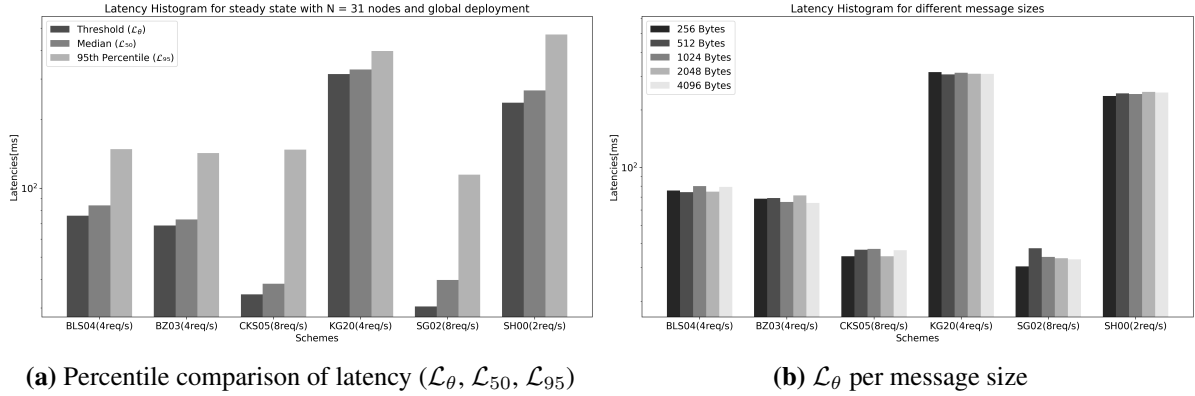 Latency Histogram for steady state with N = 31 nodes and global deployment
Threshold (ℒθ)
Median (ℒ50)
95th Percentile (ℒ95)
Latencies[ms]
10²
BLS04(4req/s) BZ03(4req/s) CKS05(8req/s) KG20(4req/s) SG02(8req/s) SH00(2req/s)
Schemes
(a) Percentile comparison of latency (ℒθ, ℒ50, ℒ95)
Latency Histogram for different message sizes
256 Bytes
512 Bytes
1024 Bytes
2048 Bytes
4096 Bytes
Latencies[ms]
10²
BLS04(4req/s) BZ03(4req/s) CKS05(8req/s) KG20(4req/s) SG02(8req/s) SH00(2req/s)
Schemes
(b) ℒθ per message size